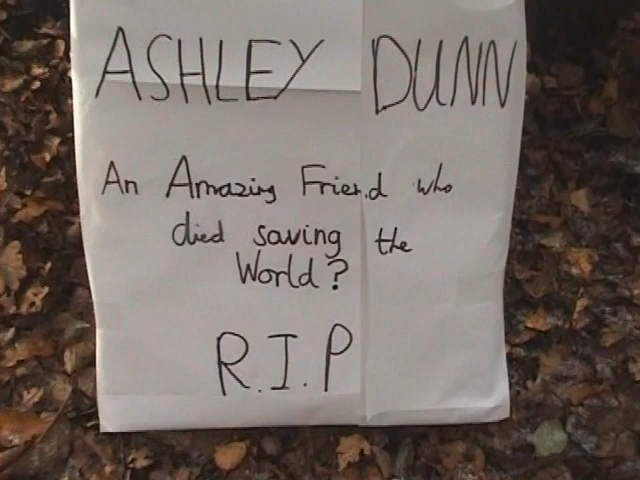 ASHLEY DUNN
An Amazing Friend who
died saving the
World?
R.I.P